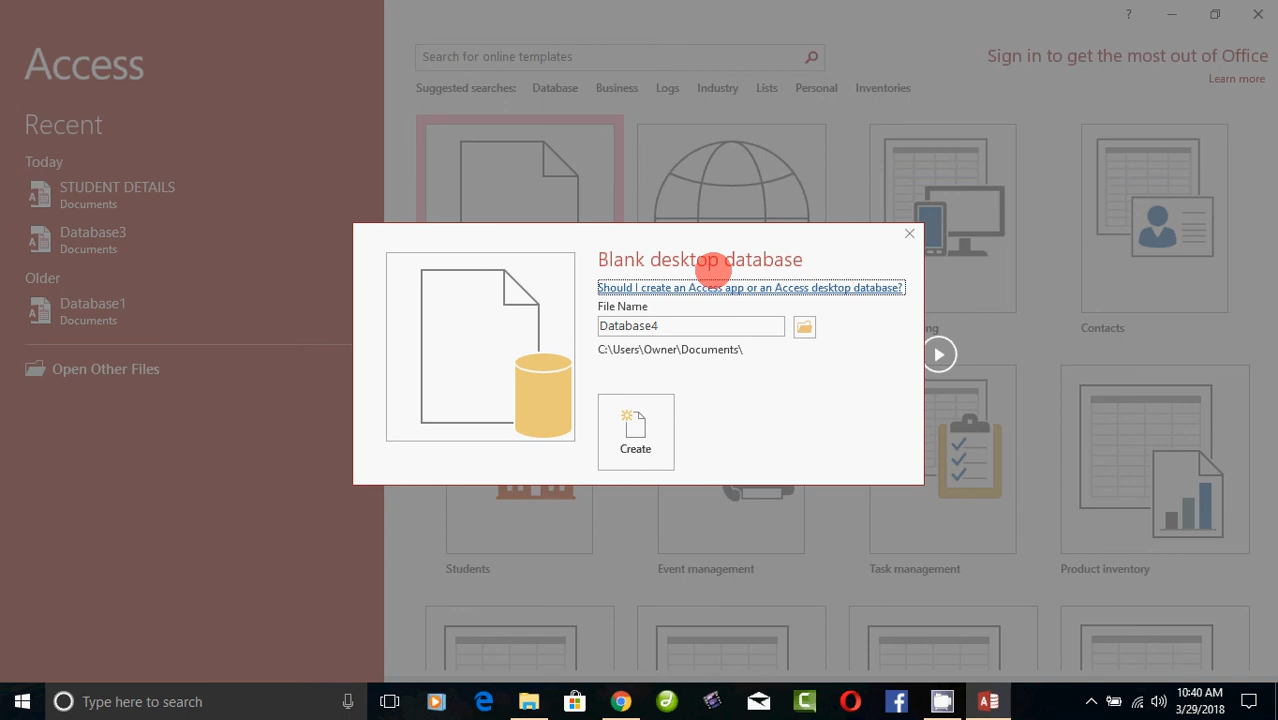 ?
Access
Search for online templates
Sign in to get the most out of Office
Learn more
Suggested searches: Database Business Logs Industry Lists Personal Inventories
Recent
Today
STUDENT DETAILS
Documents
Database3
Documents
Older
Database1
Documents
Open Other Files
Blank desktop database
Should I create an Access app or an Access desktop database?
File Name
Database4
C:\Users\Owner\Documents\
Create
Contacts
Students
Event management
Task management
Product inventory
Type here to search
10:40 AM
3/29/2018